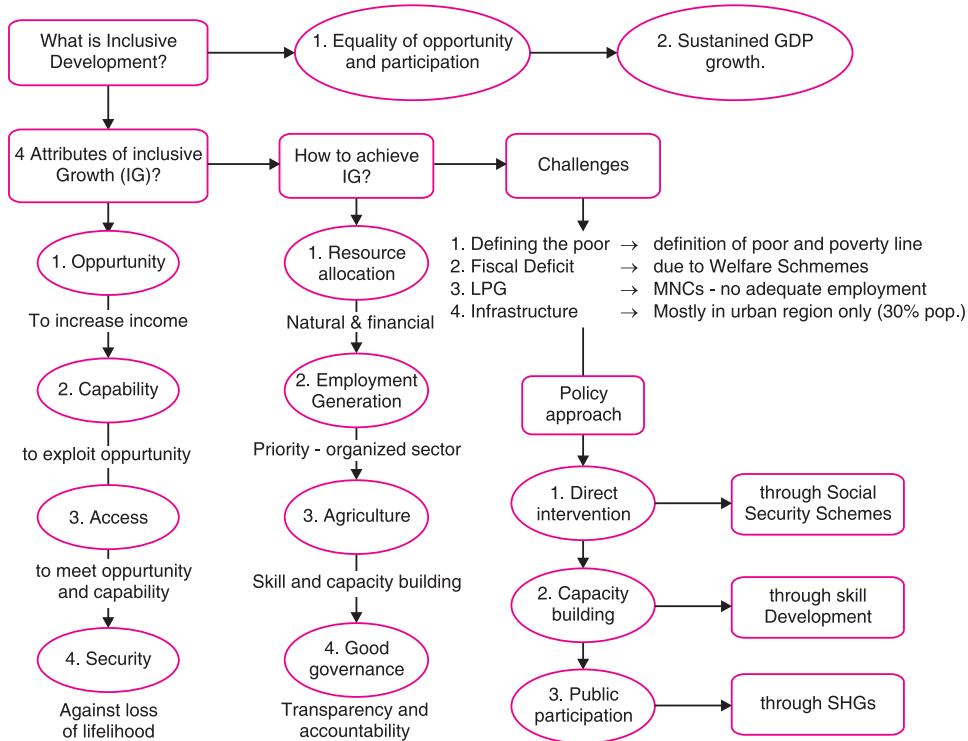 What is Inclusive
Development?
1. Equality of opportunity
and participation
2. Sustanined GDP
growth.
4 Attributes of inclusive
Growth (IG)?
How to achieve
IG?
Challenges
1. Oppurtunity
To increase income
2. Capability
to exploit oppurtunity
3. Access
to meet oppurtunity
and capability
4. Security
Against loss
of lifelihood
1. Resource
allocation
Natural & financial
2. Employment
Generation
Priority - organized sector
3. Agriculture
Skill and capacity building
4. Good
governance
Transparency and
accountability
1. Defining the poor → definition of poor and poverty line
2. Fiscal Deficit → due to Welfare Schmemes
3. LPG → MNCs - no adequate employment
4. Infrastructure → Mostly in urban region only (30% pop.)
Policy
approach
1. Direct
intervention
through Social
Security Schemes
2. Capacity
building
through skill
Development
3. Public
participation
through SHGs